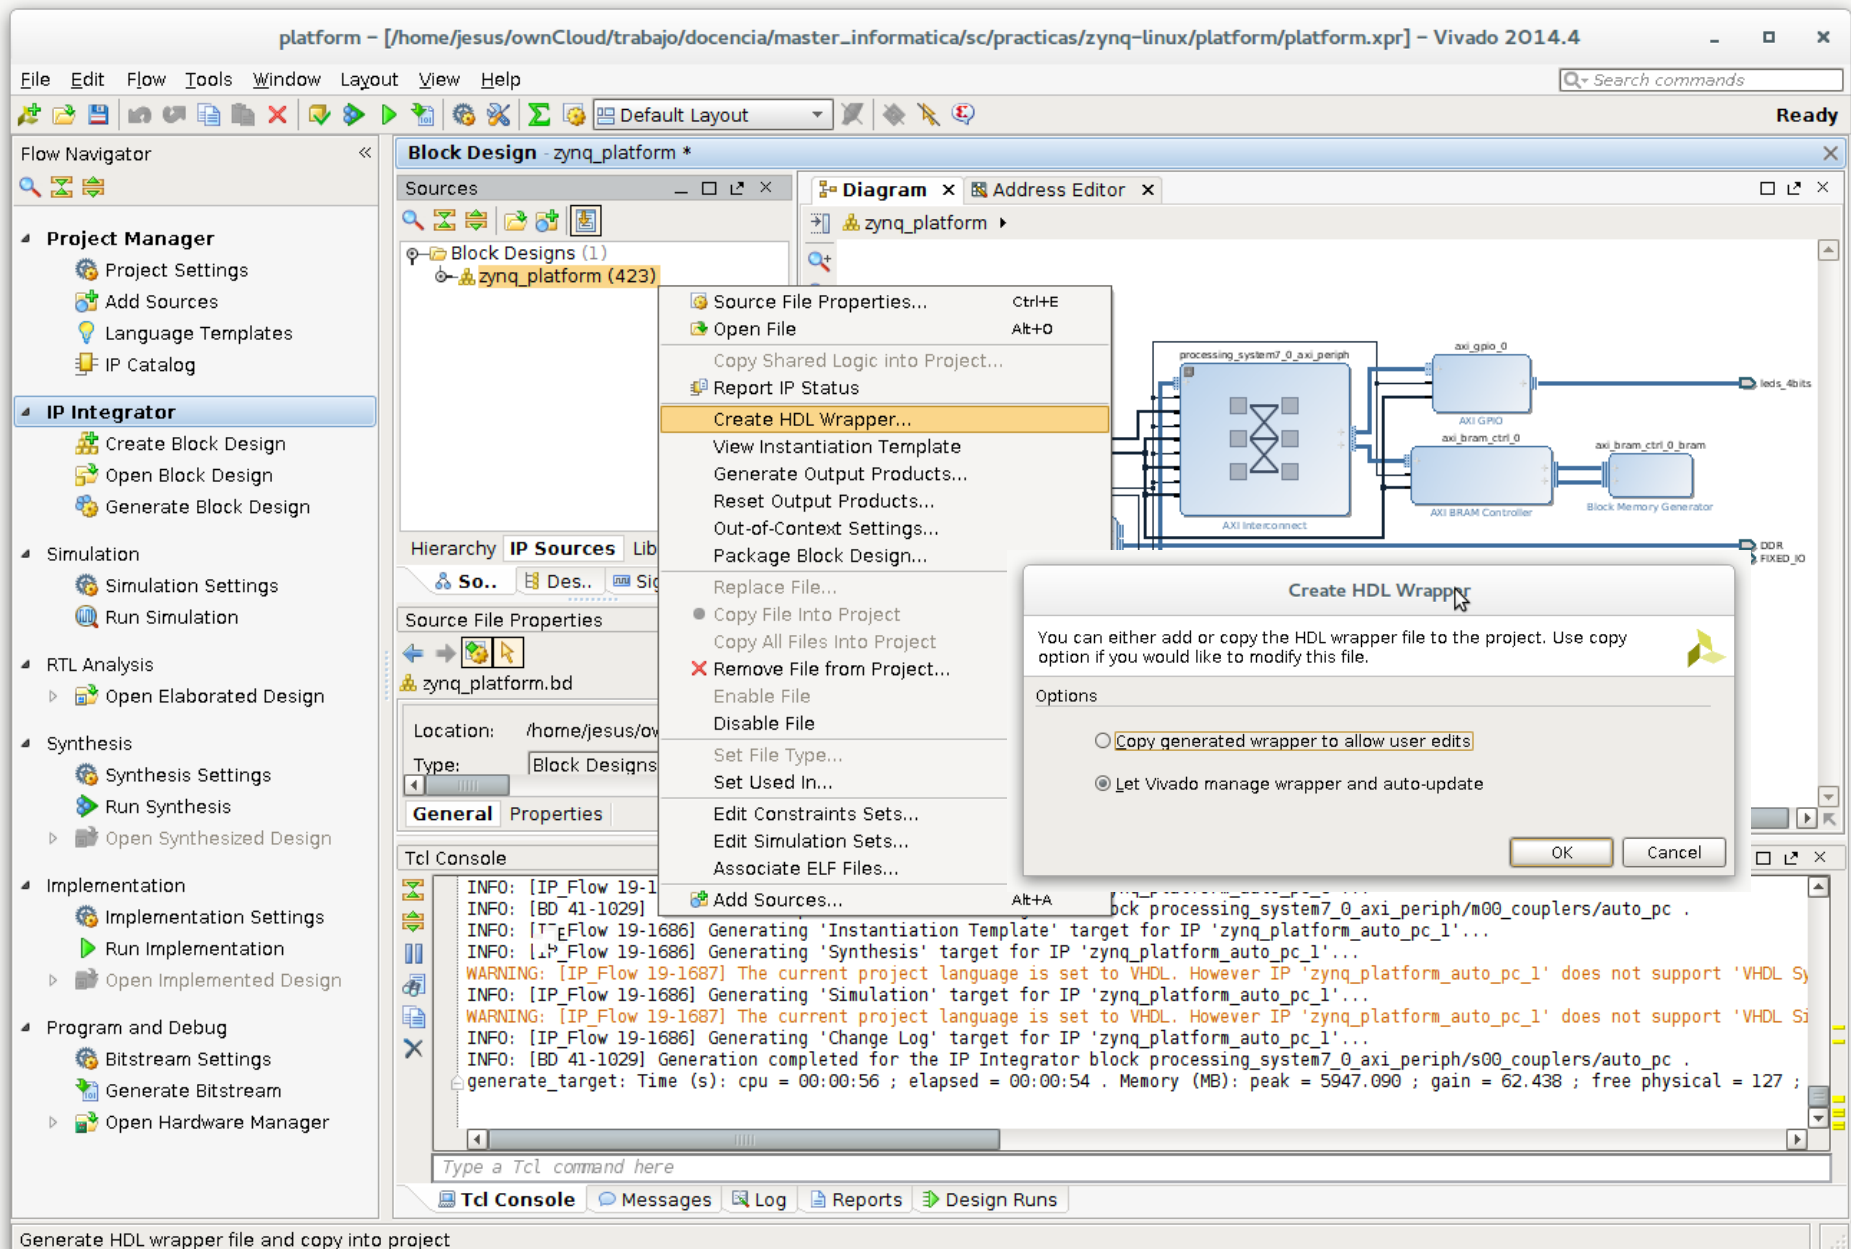 platform – [/home/jesus/ownCloud/trabajo/docencia/master_informatica/sc/practicas/zynq-linux/platform/platform.xpr] – Vivado 2014.4
File Edit Flow Tools Window Layout View Help
Search commands
Default Layout
Ready
Flow Navigator
Project Manager
Project Settings
Add Sources
Language Templates
IP Catalog
IP Integrator
Create Block Design
Open Block Design
Generate Block Design
Simulation
Simulation Settings
Run Simulation
RTL Analysis
Open Elaborated Design
Synthesis
Synthesis Settings
Run Synthesis
Open Synthesized Design
Implementation
Implementation Settings
Run Implementation
Open Implemented Design
Program and Debug
Bitstream Settings
Generate Bitstream
Open Hardware Manager
Block Design - zynq_platform *
Sources
Block Designs (1)
zynq_platform (423)
Hierarchy IP Sources Lib
So.. Des.. Sig
Source File Properties
zynq_platform.bd
Location: /home/jesus/ow
Type: Block Designs
General Properties
Source File Properties... Ctrl+E
Open File Alt+O
Copy Shared Logic into Project...
Report IP Status
Create HDL Wrapper...
View Instantiation Template
Generate Output Products...
Reset Output Products...
Out-of-Context Settings...
Package Block Design...
Replace File...
Copy File Into Project
Copy All Files Into Project
Remove File from Project...
Enable File
Disable File
Set File Type...
Set Used In...
Edit Constraints Sets...
Edit Simulation Sets...
Associate ELF Files...
Add Sources... Alt+A
Diagram Address Editor
zynq_platform
processing_system7_0_axi_periph
AXI Interconnect
axi_gpio_0
AXI GPIO
leds_4bits
axi_bram_ctrl_0
AXI BRAM Controller
axi_bram_ctrl_0_bram
Block Memory Generator
DDR
FIXED_IO
Create HDL Wrapper
You can either add or copy the HDL wrapper file to the project. Use copy
option if you would like to modify this file.
Options
Copy generated wrapper to allow user edits
Let Vivado manage wrapper and auto-update
OK Cancel
Tcl Console
INFO: [IP_Flow 19-1
INFO: [BD 41-1029] ock processing_system7_0_axi_periph/m00_couplers/auto_pc .
Flow 19-1686] Generating 'Instantiation Template' target for IP 'zynq_platform_auto_pc_1'...
Flow 19-1686] Generating 'Synthesis' target for IP 'zynq_platform_auto_pc_1'...
WARNING: [IP_Flow 19-1687] The current project language is set to VHDL. However IP 'zynq_platform_auto_pc_1' does not support 'VHDL Sy
INFO: [IP_Flow 19-1686] Generating 'Simulation' target for IP 'zynq_platform_auto_pc_1'...
WARNING: [IP_Flow 19-1687] The current project language is set to VHDL. However IP 'zynq_platform_auto_pc_1' does not support 'VHDL Si
INFO: [IP_Flow 19-1686] Generating 'Change Log' target for IP 'zynq_platform_auto_pc_1'...
INFO: [BD 41-1029] Generation completed for the IP Integrator block processing_system7_0_axi_periph/s00_couplers/auto_pc .
generate_target: Time (s): cpu = 00:00:56 ; elapsed = 00:00:54 . Memory (MB): peak = 5947.090 ; gain = 62.438 ; free physical = 127 ;
Type a Tcl command here
Tcl Console Messages Log Reports Design Runs
Generate HDL wrapper file and copy into project